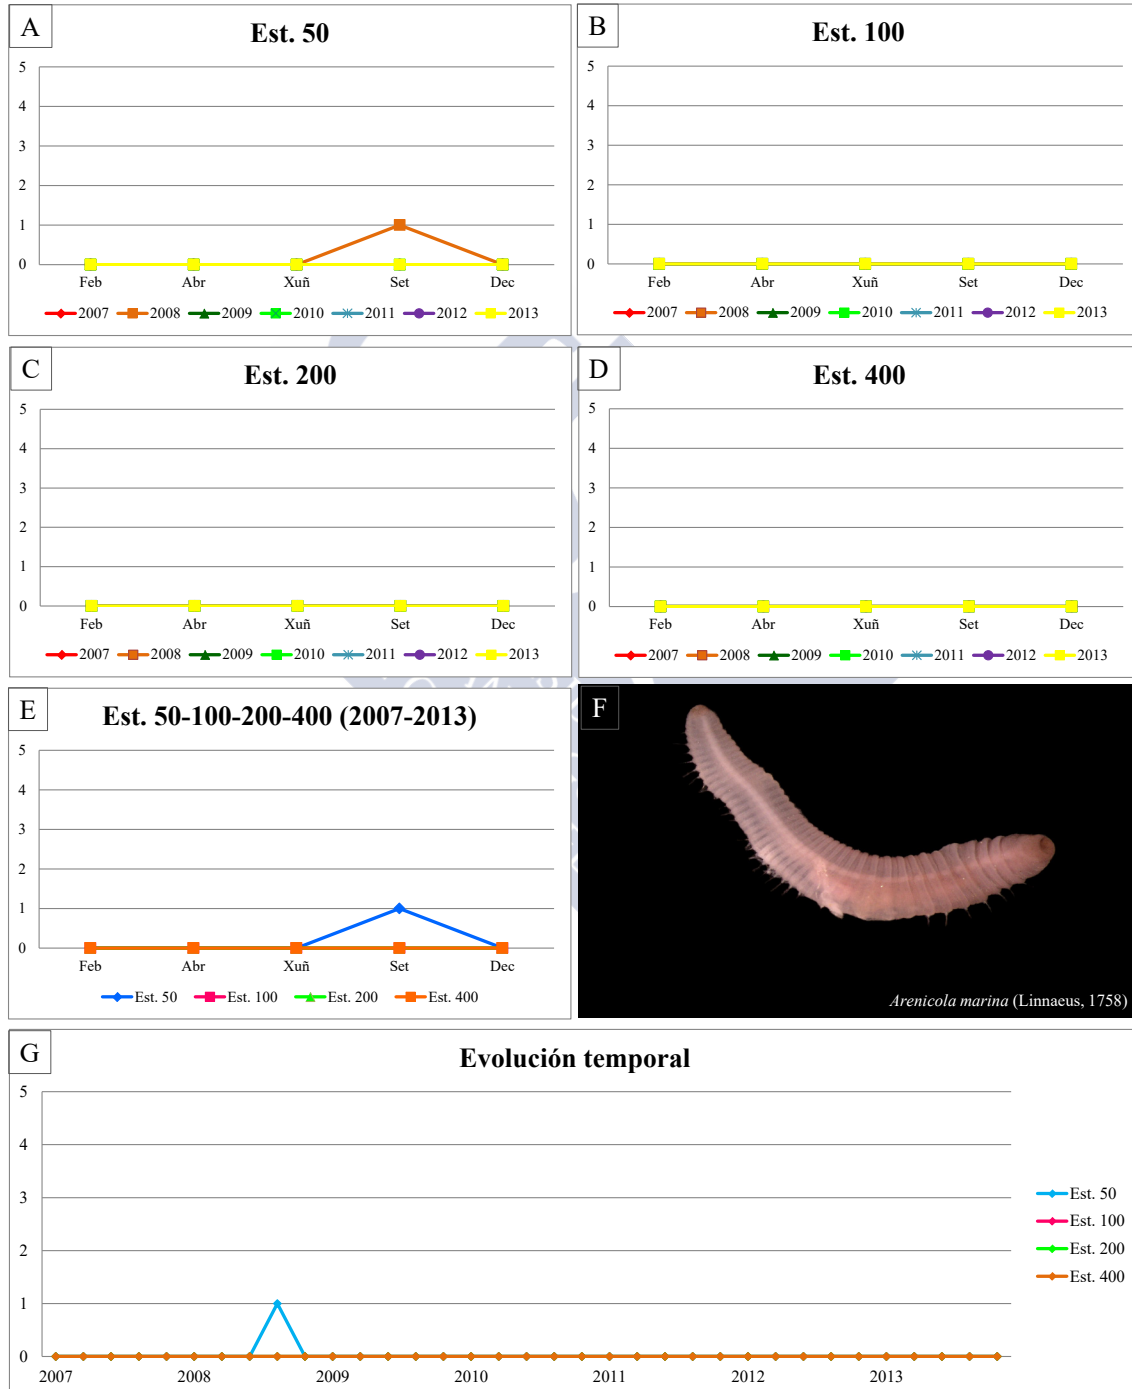 A
Est. 50
5
4
3
2
1
0
Feb Abr Xuñ Set Dec
2007 2008 2009 2010 2011 2012 2013
B
Est. 100
5
4
3
2
1
0
Feb Abr Xuñ Set Dec
2007 2008 2009 2010 2011 2012 2013
C
Est. 200
5
4
3
2
1
0
Feb Abr Xuñ Set Dec
2007 2008 2009 2010 2011 2012 2013
D
Est. 400
5
4
3
2
1
0
Feb Abr Xuñ Set Dec
2007 2008 2009 2010 2011 2012 2013
E
Est. 50-100-200-400 (2007-2013)
5
4
3
2
1
0
Feb Abr Xuñ Set Dec
Est. 50 Est. 100 Est. 200 Est. 400
F
Arenicola marina (Linnaeus, 1758)
G
Evolución temporal
5
4
3
2
1
0
2007 2008 2009 2010 2011 2012 2013
Est. 50
Est. 100
Est. 200
Est. 400